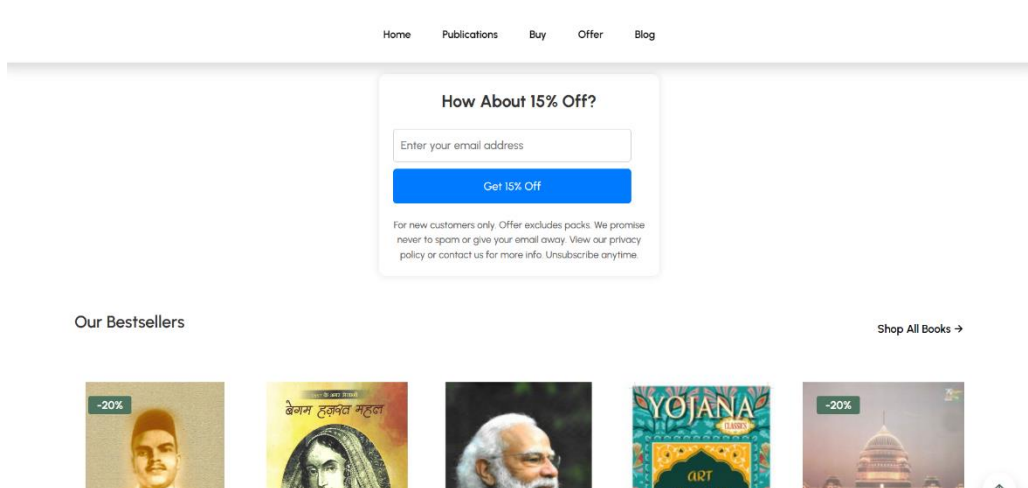 Home Publications Buy Offer Blog
How About 15% Off?
Enter your email address
Get 15% Off
For new customers only. Offer excludes packs. We promise
never to spam or give your email away. View our privacy
policy or contact us for more info. Unsubscribe anytime.
Our Bestsellers
Shop All Books →
-20%
बेगम हज़रत महल
YOJANA
CLASSICS
ART
-20%